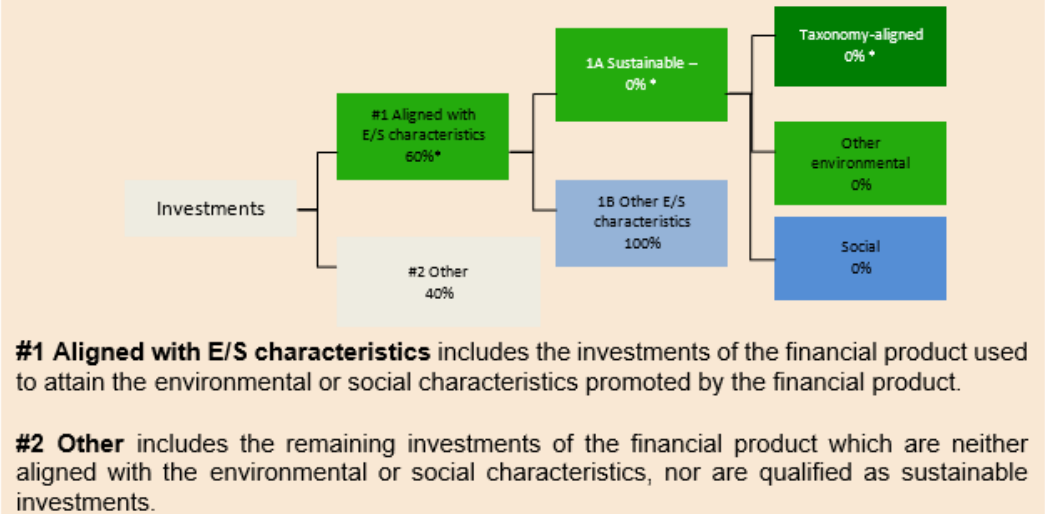 Investments
#1 Aligned with
E/S characteristics
60%*
#2 Other
40%
1A Sustainable –
0% *
1B Other E/S
characteristics
100%
Taxonomy-aligned
0% *
Other
environmental
0%
Social
0%
#1 Aligned with E/S characteristics includes the investments of the financial product used
to attain the environmental or social characteristics promoted by the financial product.
#2 Other includes the remaining investments of the financial product which are neither
aligned with the environmental or social characteristics, nor are qualified as sustainable
investments.